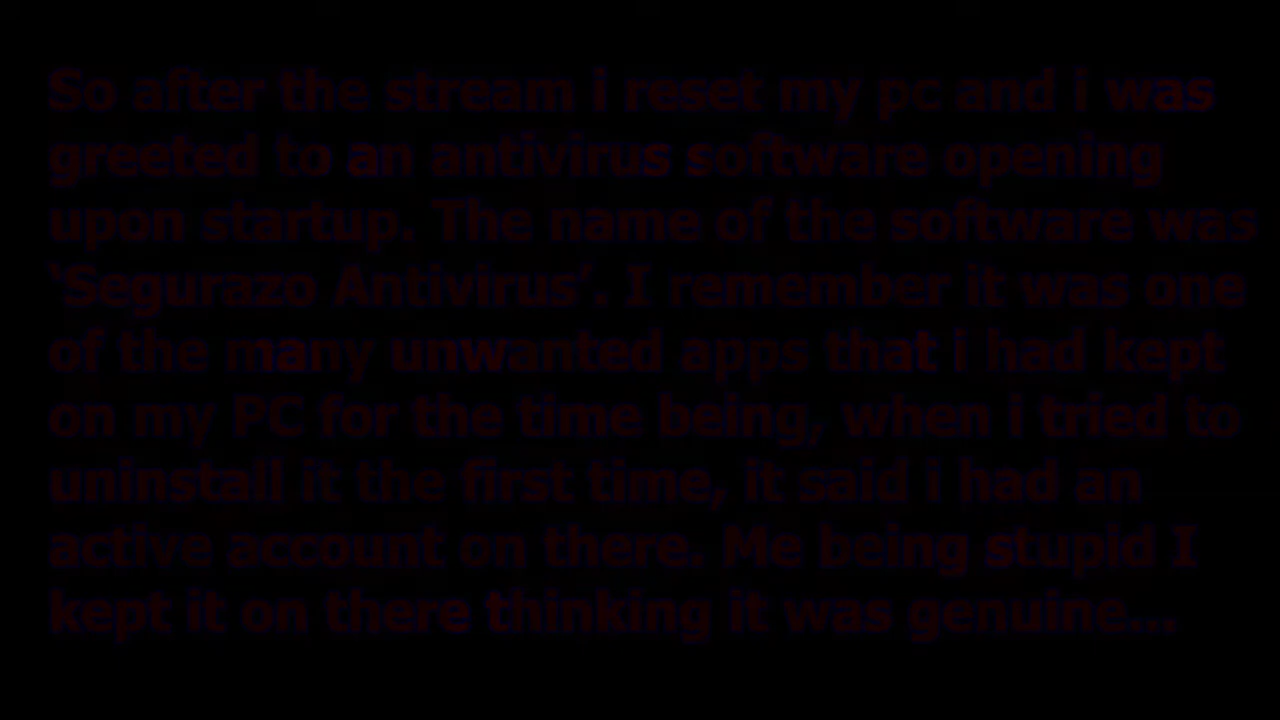 So after the stream i reset my pc and i was
greeted to an antivirus software opening
upon startup. The name of the software was
'Segurazo Antivirus'. I remember it was one
of the many unwanted apps that i had kept
on my PC for the time being, when i tried to
uninstall it the first time, it said i had an
active account on there. Me being stupid I
kept it on there thinking it was genuine...